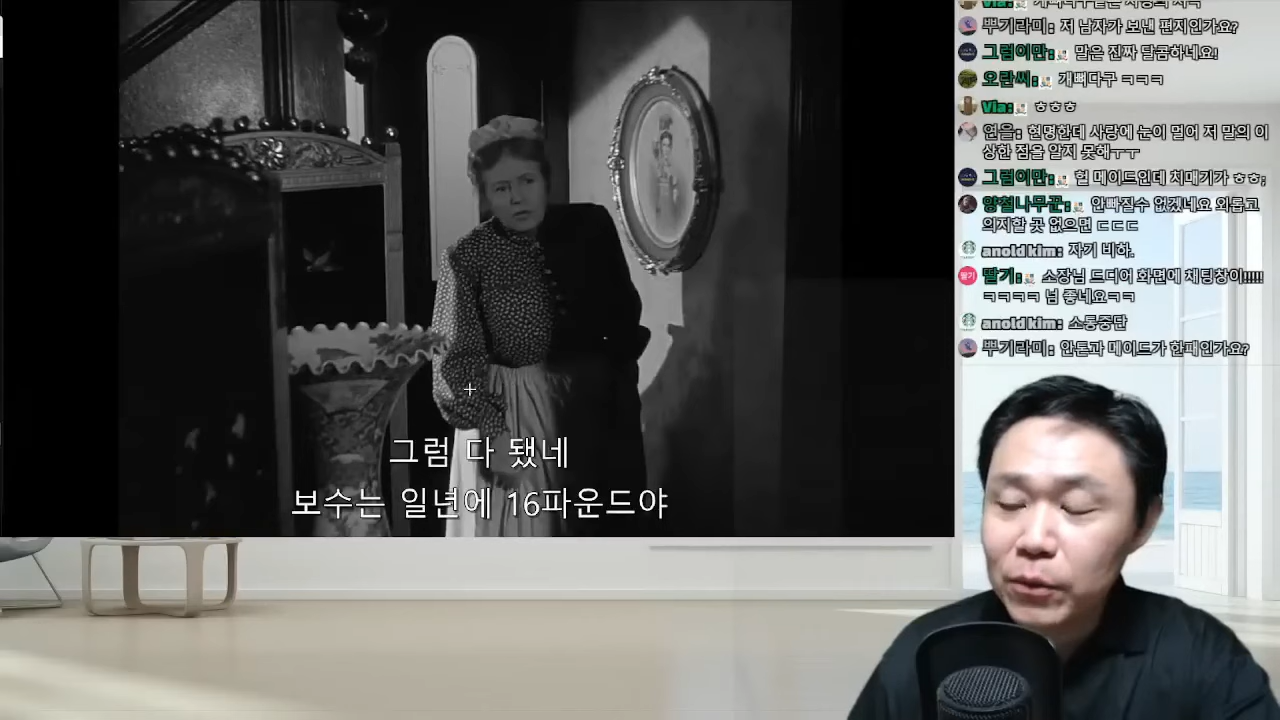 그럼 다 됐네
보수는 일년에 16파운드야
뿌기라미: 저 남자가 보낸 편지인가요?
그럼이만: 말은 진짜 달콤하네요!
오란씨: 개뼈다구 ㅋㅋㅋ
Via: ㅎㅎㅎ
연을: 현명한데 사랑에 눈이 멀어 저 말의 이
상한 점을 알지 못해ㅜㅜ
그럼이만: 헐 메이드인데 치매기가 ㅎㅎ;
양철나무꾼: 안빠질수 없겠네요 외롭고
의지할 곳 없으면 ㄷㄷㄷ
anold kim: 자기 비하.
딸기: 소장님 드디어 화면에 채팅창이!!!!!
ㅋㅋㅋㅋ 넘 좋네요ㅋㅋ
anold kim: 소통중단
뿌기라미: 안톤과 메이드가 한패인가요?